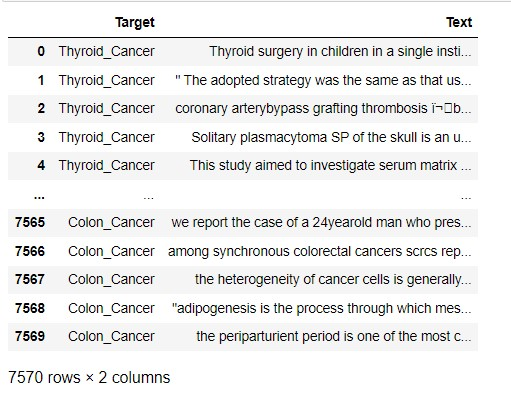 Target Text
0 Thyroid_Cancer Thyroid surgery in children in a single insti...
1 Thyroid_Cancer " The adopted strategy was the same as that us...
2 Thyroid_Cancer coronary arterybypass grafting thrombosis ï¬□b...
3 Thyroid_Cancer Solitary plasmacytoma SP of the skull is an u...
4 Thyroid_Cancer This study aimed to investigate serum matrix ...
... ... ...
7565 Colon_Cancer we report the case of a 24yearold man who pres...
7566 Colon_Cancer among synchronous colorectal cancers scrcs rep...
7567 Colon_Cancer the heterogeneity of cancer cells is generally...
7568 Colon_Cancer "adipogenesis is the process through which mes...
7569 Colon_Cancer the periparturient period is one of the most c...
7570 rows × 2 columns